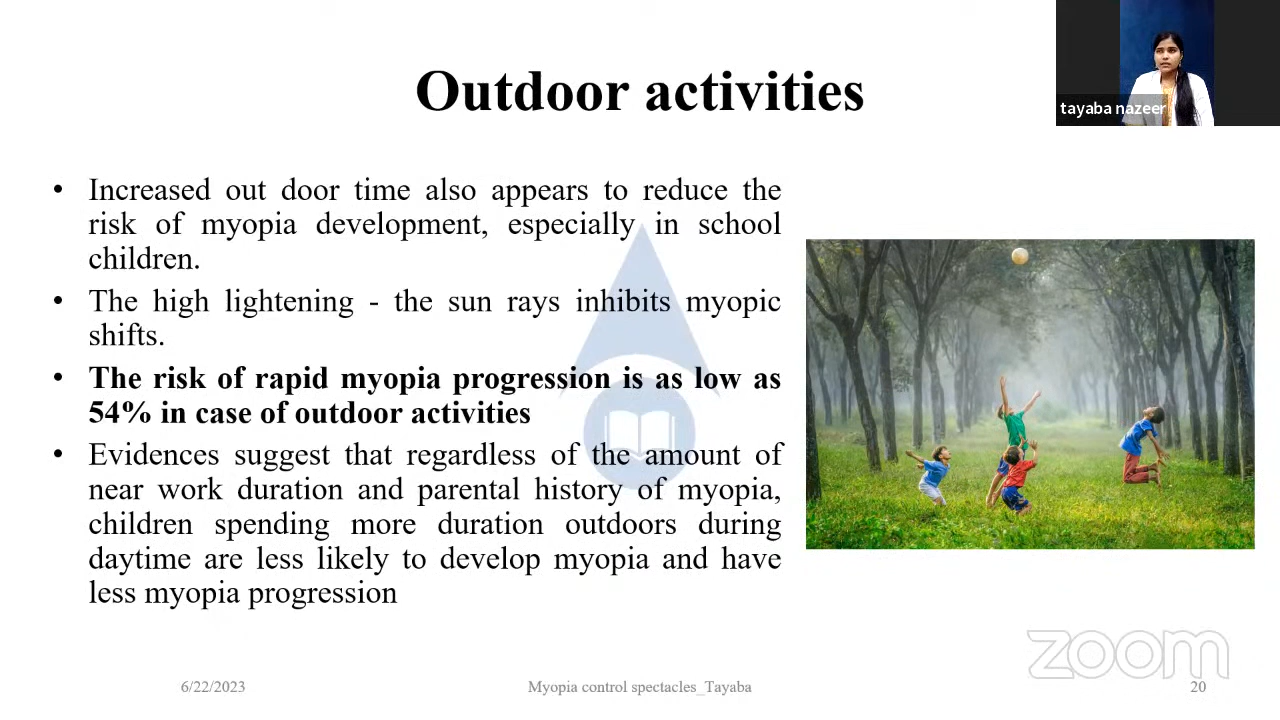 Outdoor activities
tayaba nazeer
• Increased out door time also appears to reduce the
risk of myopia development, especially in school
children.
• The high lightening - the sun rays inhibits myopic
shifts.
• The risk of rapid myopia progression is as low as
54% in case of outdoor activities
• Evidences suggest that regardless of the amount of
near work duration and parental history of myopia,
children spending more duration outdoors during
daytime are less likely to develop myopia and have
less myopia progression
zoom
6/22/2023
Myopia control spectacles_Tayaba
20